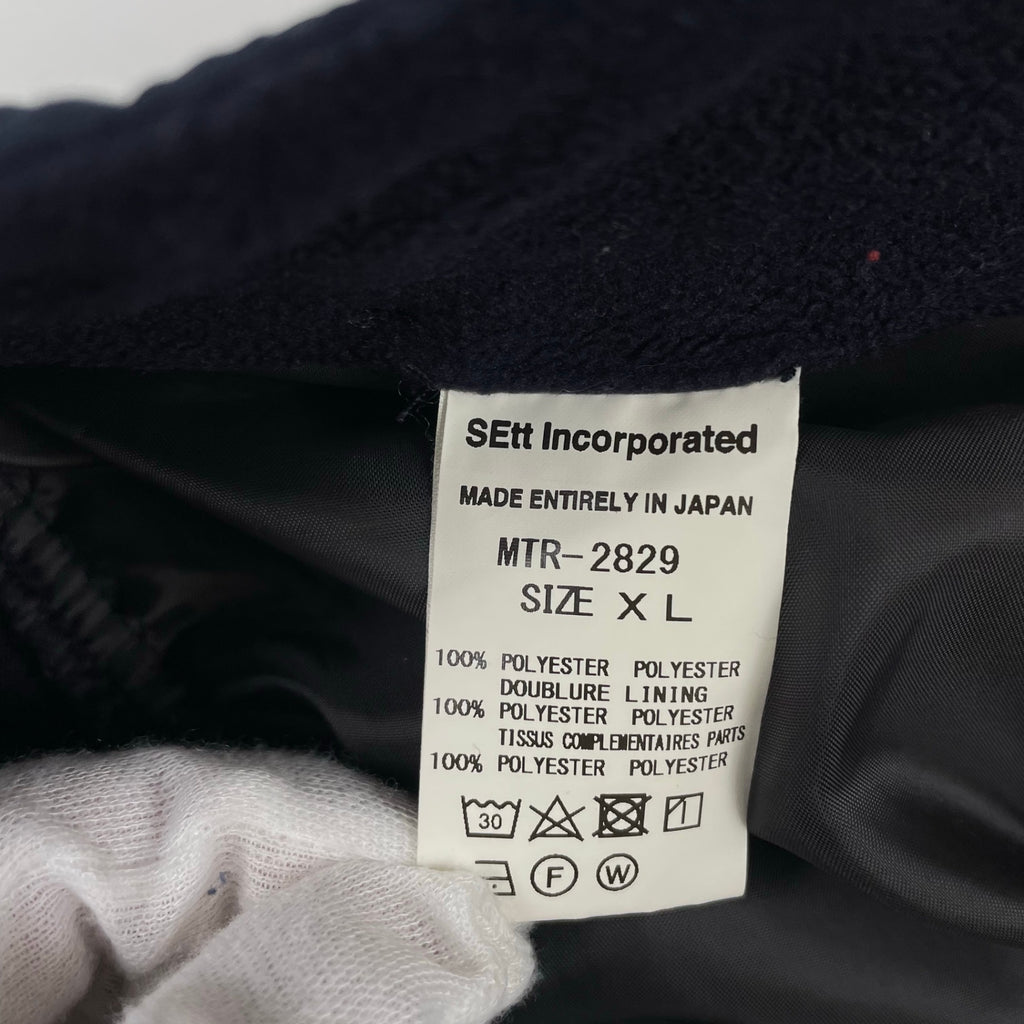 SEtt Incorporated
MADE ENTIRELY IN JAPAN
MTR-2829
SIZE XL
100% POLYESTER POLYESTER
DOUBLURE LINING
100% POLYESTER POLYESTER
TISSUS COMPLEMENTAIRES PARTS
100% POLYESTER POLYESTER
30
F W